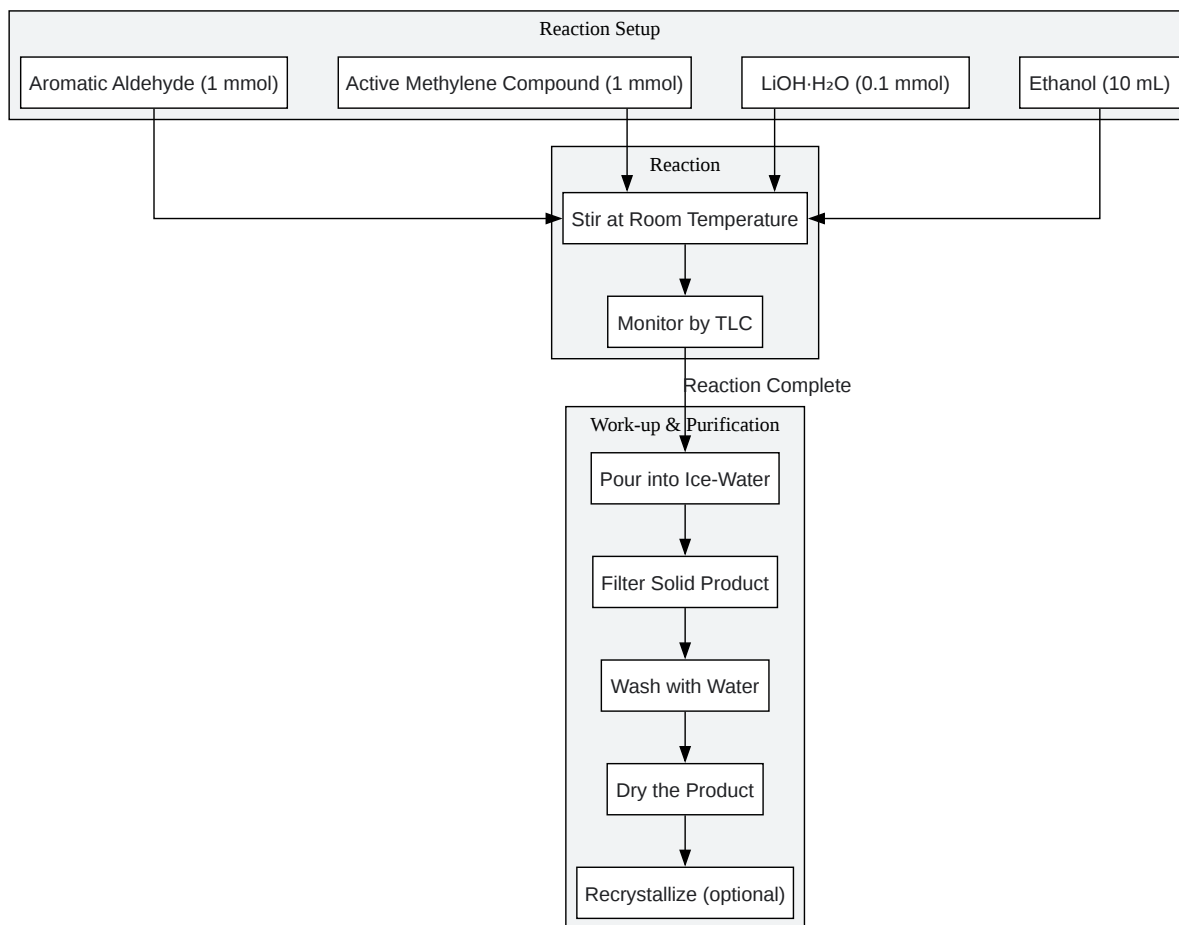 Reaction Setup
Aromatic Aldehyde (1 mmol)
Active Methylene Compound (1 mmol)
LiOH·H₂O (0.1 mmol)
Ethanol (10 mL)
Reaction
Stir at Room Temperature
Monitor by TLC
Reaction Complete
Work-up & Purification
Pour into Ice-Water
Filter Solid Product
Wash with Water
Dry the Product
Recrystallize (optional)